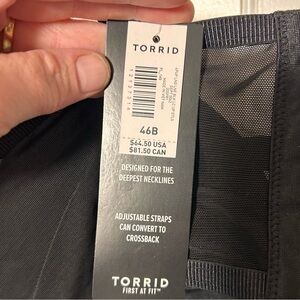 TORRID
46B
$64.50 USA
$81.50 CAN
DESIGNED FOR THE
DEEPEST NECKLINES
ADJUSTABLE STRAPS
CAN CONVERT TO
CROSSBACK
TORRID
FIRST AT FIT™